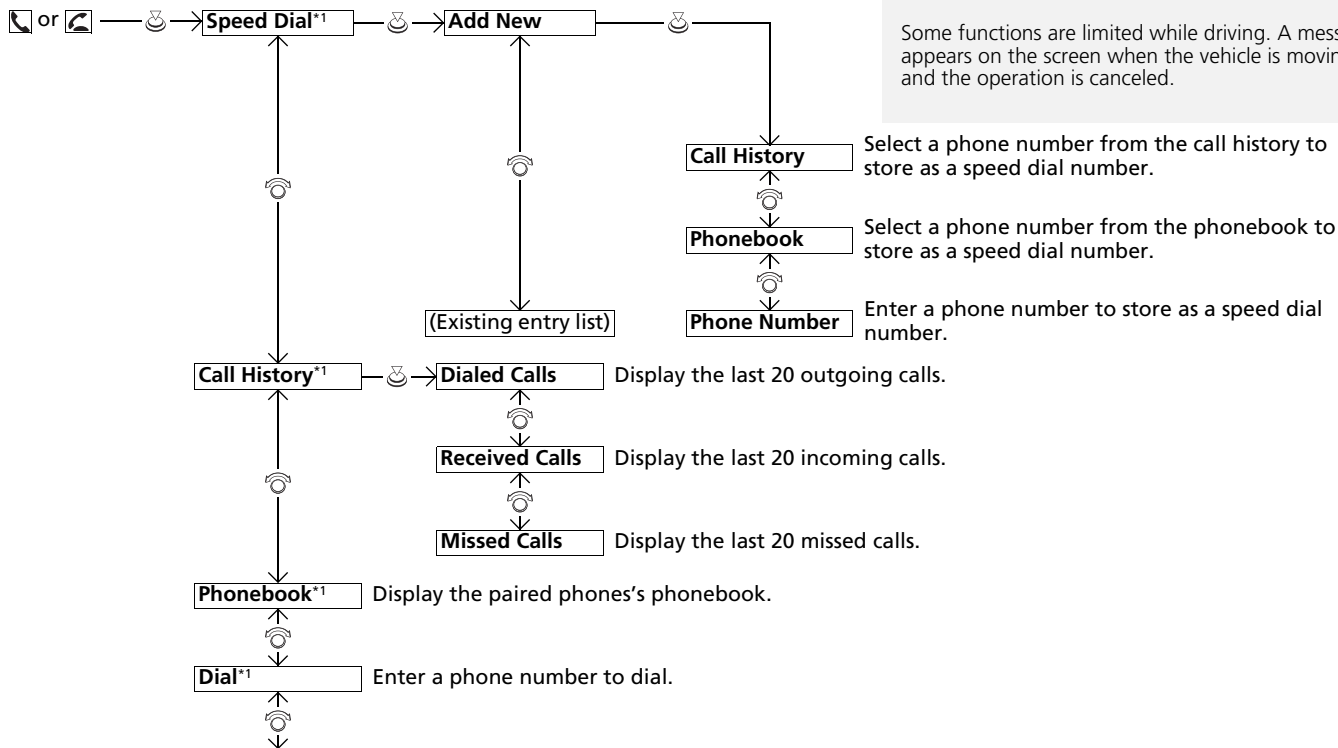 or
Speed Dial*1
Add New
Some functions are limited while driving. A mess
appears on the screen when the vehicle is movin
and the operation is canceled.
Call History
Select a phone number from the call history to
store as a speed dial number.
Phonebook
Select a phone number from the phonebook to
store as a speed dial number.
(Existing entry list)
Phone Number
Enter a phone number to store as a speed dial
number.
Call History*1
Dialed Calls
Display the last 20 outgoing calls.
Received Calls
Display the last 20 incoming calls.
Missed Calls
Display the last 20 missed calls.
Phonebook*1
Display the paired phones's phonebook.
Dial*1
Enter a phone number to dial.